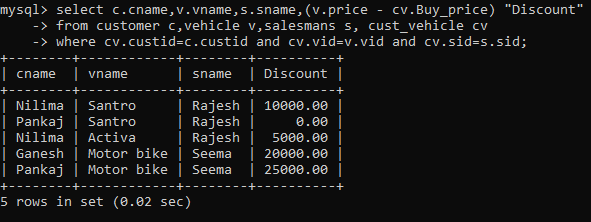 mysql> select c.cname,v.vname,s.sname,(v.price - cv.Buy_price) "Discount"
    -> from customer c,vehicle v,salesmans s, cust_vehicle cv
    -> where cv.custid=c.custid and cv.vid=v.vid and cv.sid=s.sid;
+--------+------------+--------+----------+
| cname  | vname      | sname  | Discount |
+--------+------------+--------+----------+
| Nilima | Santro     | Rajesh | 10000.00 |
| Pankaj | Santro     | Rajesh |     0.00 |
| Nilima | Activa     | Rajesh |  5000.00 |
| Ganesh | Motor bike | Seema  | 20000.00 |
| Pankaj | Motor bike | Seema  | 25000.00 |
+--------+------------+--------+----------+
5 rows in set (0.02 sec)